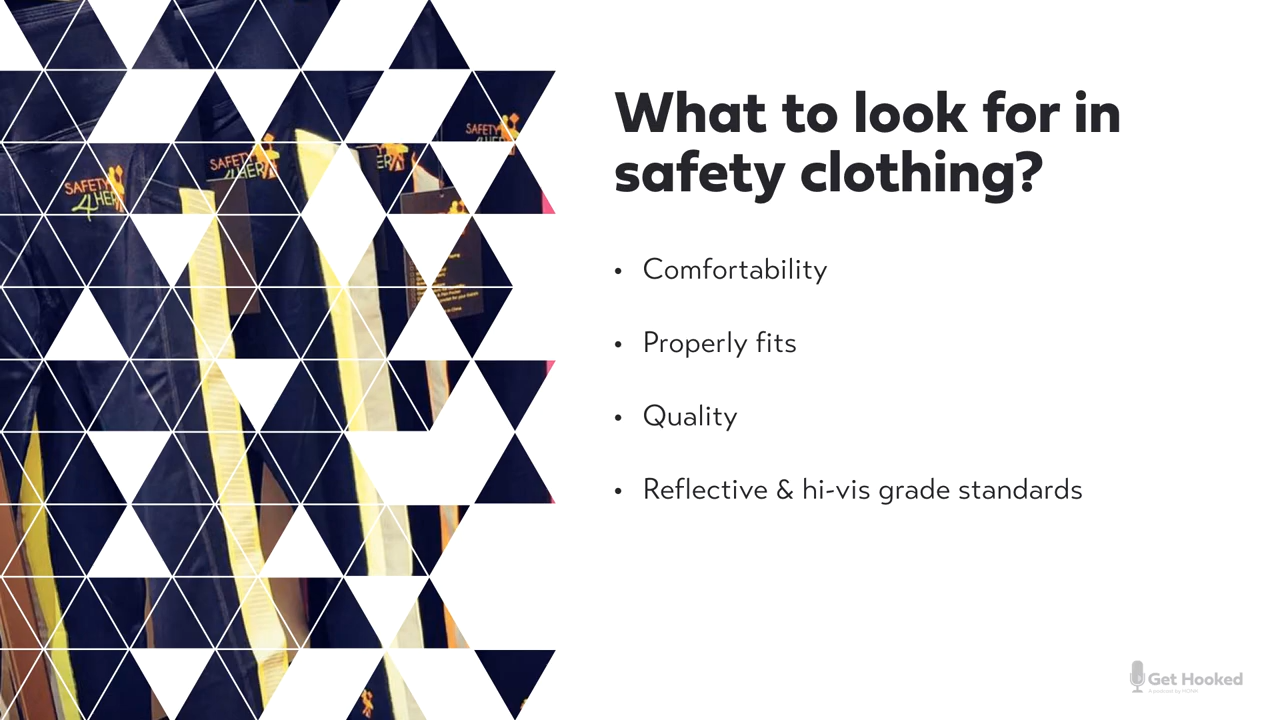 What to look for in
safety clothing?
• Comfortability
• Properly fits
• Quality
• Reflective & hi-vis grade standards
SAFETY
4HER
SAFETY
4HER
SAFETY
4HER
Get Hooked